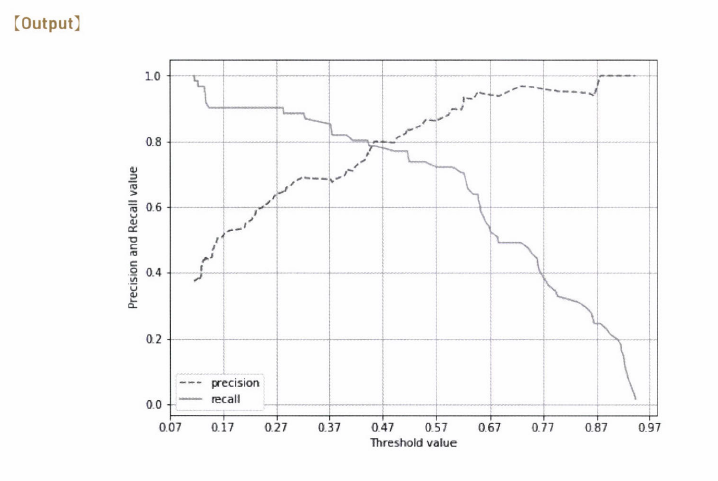 【Output】
1.0
0.8
0.6
0.4
0.2
0.0
Precision and Recall value
precision
recall
0.07 0.17 0.27 0.37 0.47 0.57 0.67 0.77 0.87 0.97
Threshold value